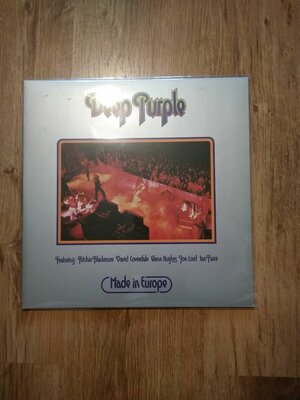 Deep Purple
Featuring: Ritchie Blackmore David Coverdale Glenn Hughes Jon Lord Ian Paice
Made in Europe